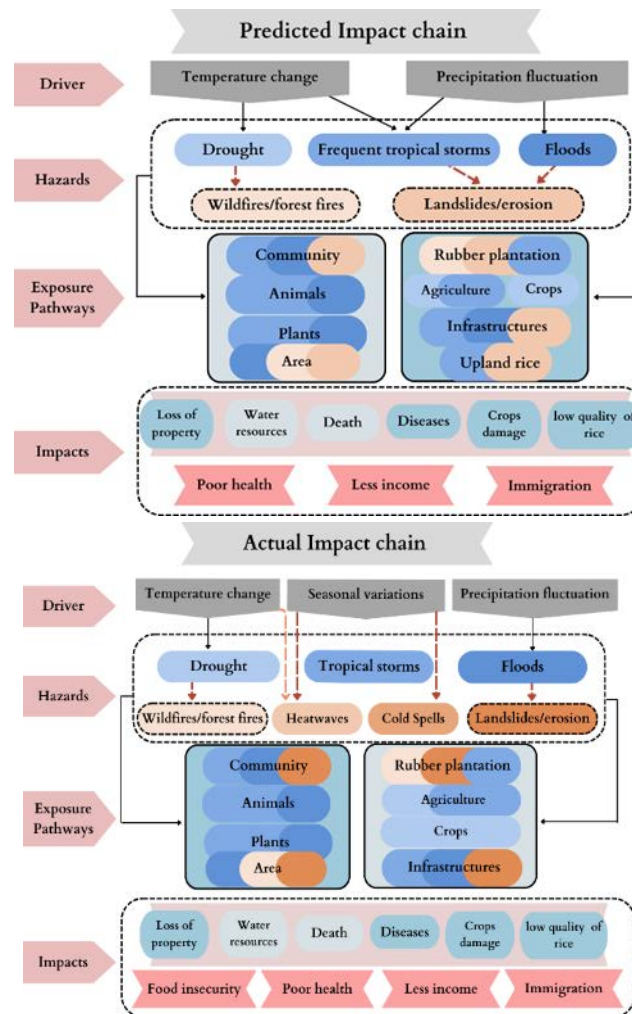 Predicted Impact chain
Driver
Temperature change
Precipitation fluctuation
Hazards
Drought
Frequent tropical storms
Floods
Wildfires/forest fires
Landslides/erosion
Exposure
Pathways
Community
Animals
Plants
Area
Rubber plantation
Agriculture
Crops
Infrastructures
Upland rice
Impacts
Loss of
property
Water
resources
Death
Diseases
Crops
damage
low quality of
rice
Poor health
Less income
Immigration
Actual Impact chain
Driver
Temperature change
Seasonal variations
Precipitation fluctuation
Hazards
Drought
Tropical storms
Floods
Wildfires/forest fires
Heatwaves
Cold Spells
Landslides/erosion
Exposure
Pathways
Community
Animals
Plants
Area
Rubber plantation
Agriculture
Crops
Infrastructures
Impacts
Loss of
property
Water
resources
Death
Diseases
Crops
damage
low quality of
rice
Food insecurity
Poor health
Less income
Immigration